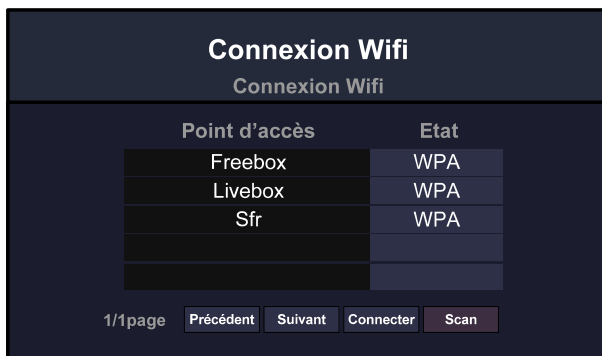 Connexion Wifi
Connexion Wifi
Point d'accès Etat
Freebox WPA
Livebox WPA
Sfr WPA
1/1page Précédent Suivant Connecter Scan